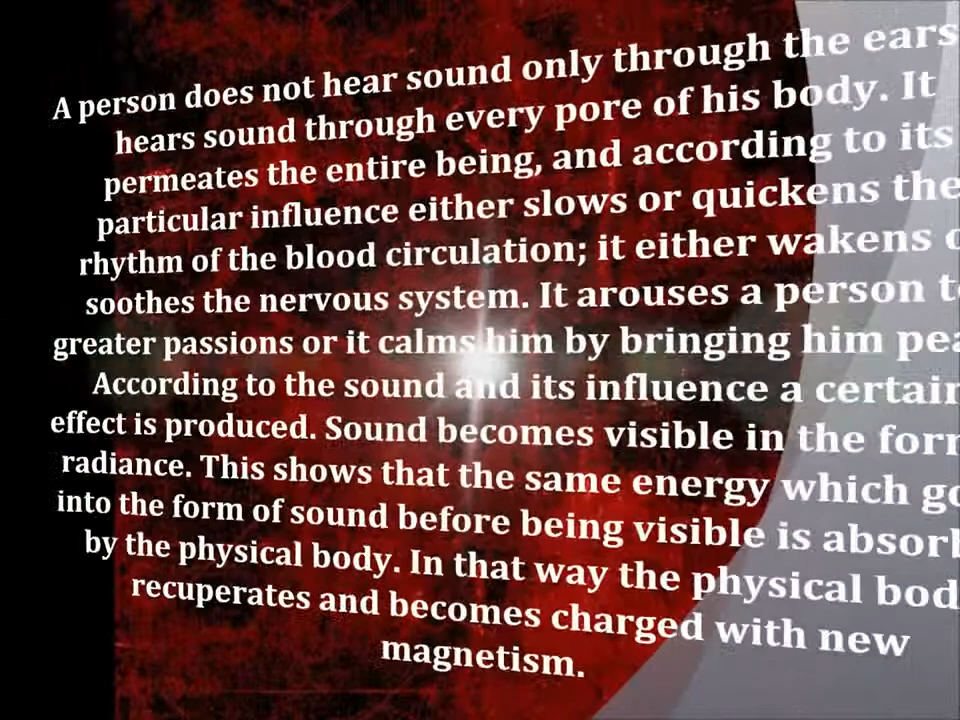 A person does not hear sound only through the ears
hears sound through every pore of his body. It
permeates the entire being, and according to its
particular influence either slows or quickens the
rhythm of the blood circulation; it either wakens
soothes the nervous system. It arouses a person
greater passions or it calms him by bringing him
According to the sound and its influence a certain
effect is produced. Sound becomes visible in the
radiance. This shows that the same energy which
into the form of sound before being visible is
by the physical body. In that way the physical
recuperates and becomes charged with new
magnetism.